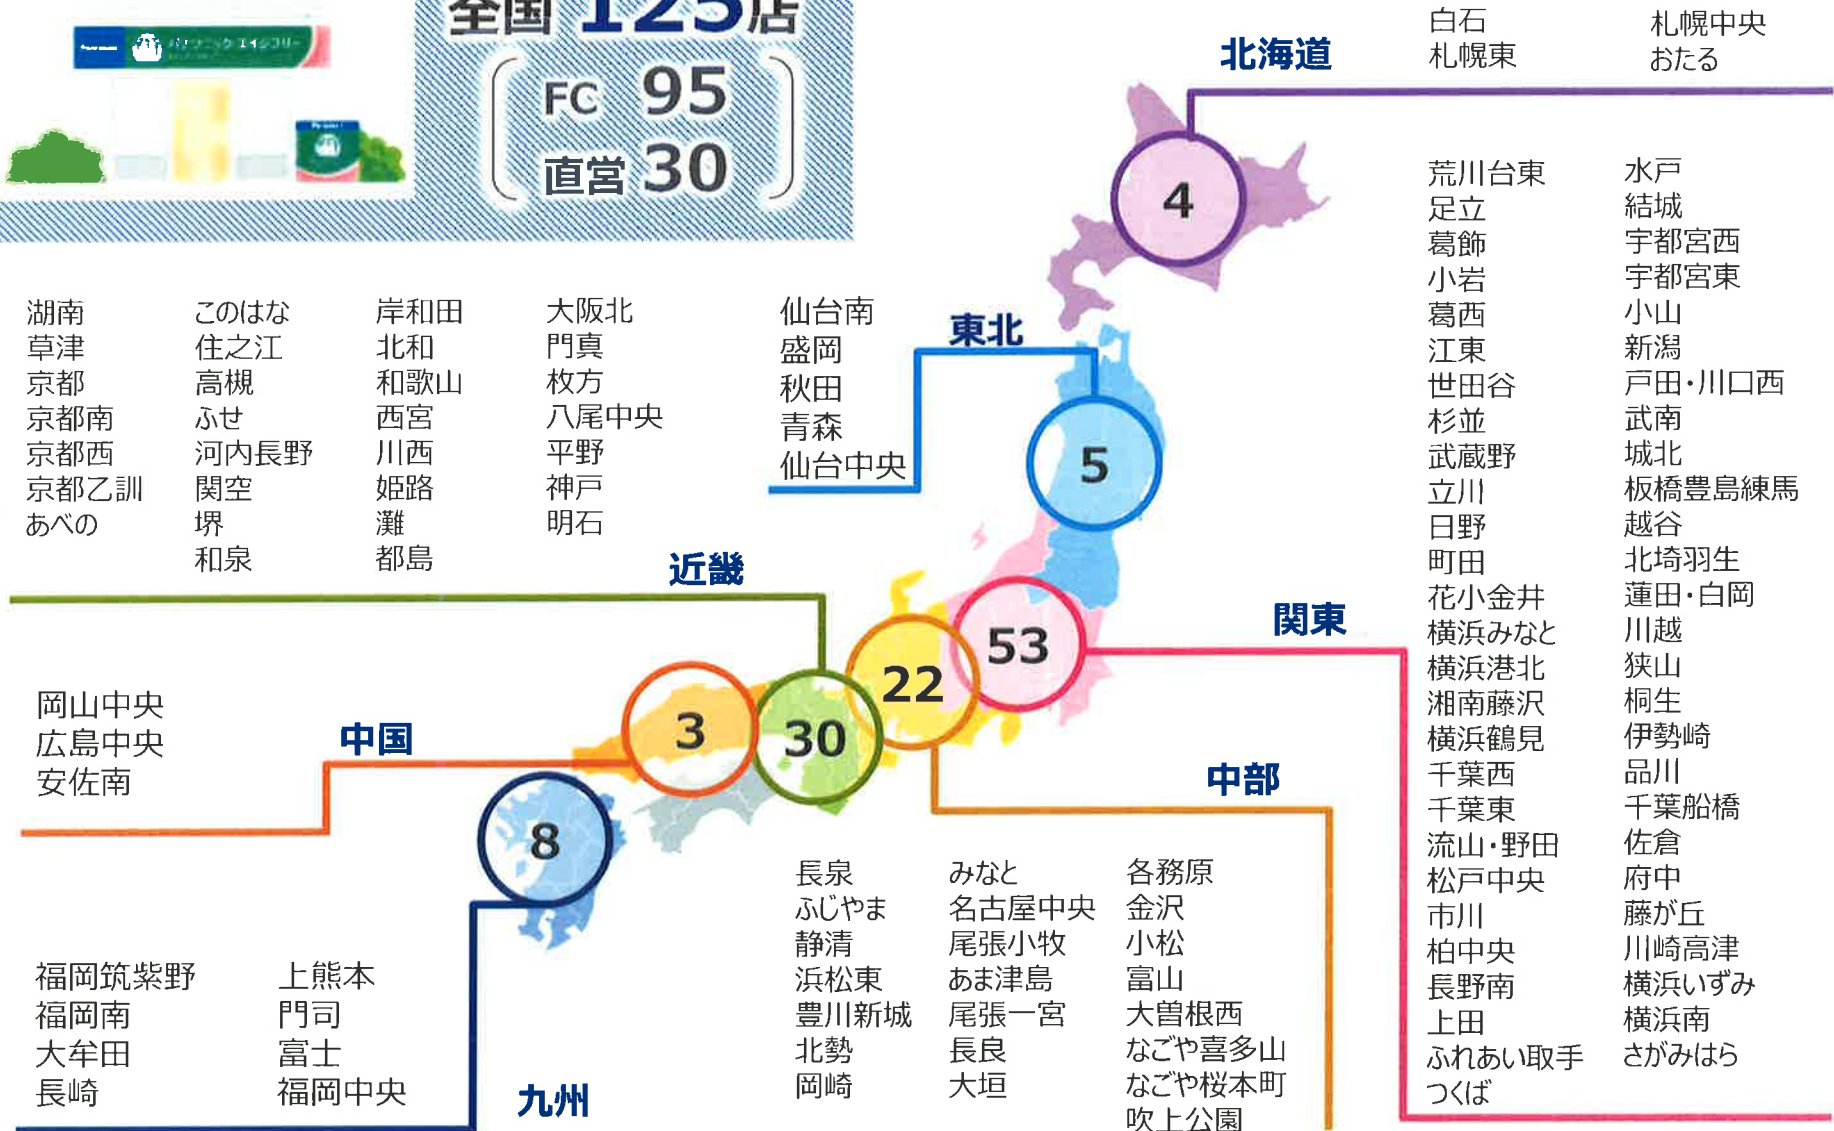 全国 125店
FC 95
直営 30
北海道
白石 札幌中央
札幌東 おたる
4
東北
仙台南
盛岡
秋田
青森
仙台中央
5
近畿
湖南 このはな 岸和田 大阪北
草津 住之江 北和 門真
京都 高槻 和歌山 枚方
京都南 ふせ 西宮 八尾中央
京都西 河内長野 川西 平野
京都乙訓 関空 姫路 神戸
あべの 堺 灘 明石
和泉 都島
30
関東
荒川台東 水戸
足立 結城
葛飾 宇都宮西
小岩 宇都宮東
葛西 小山
江東 新潟
世田谷 戸田・川口西
杉並 武南
武蔵野 城北
立川 板橋豊島練馬
日野 越谷
町田 北埼羽生
花小金井 蓮田・白岡
横浜みなと 川越
横浜港北 狭山
湘南藤沢 桐生
横浜鶴見 伊勢崎
千葉西 品川
千葉東 千葉船橋
流山・野田 佐倉
松戸中央 府中
市川 藤が丘
柏中央 川崎高津
長野南 横浜いずみ
上田 横浜南
ふれあい取手 さがみはら
つくば
53
中国
岡山中央
広島中央
安佐南
3
中部
22
長泉 みなと 各務原
ふじやま 名古屋中央 金沢
静清 尾張小牧 小松
浜松東 あま津島 富山
豊川新城 尾張一宮 大曽根西
北勢 長良 なごや喜多山
岡崎 大垣 なごや桜本町
吹上公園
九州
8
福岡筑紫野 上熊本
福岡南 門司
大牟田 富士
長崎 福岡中央